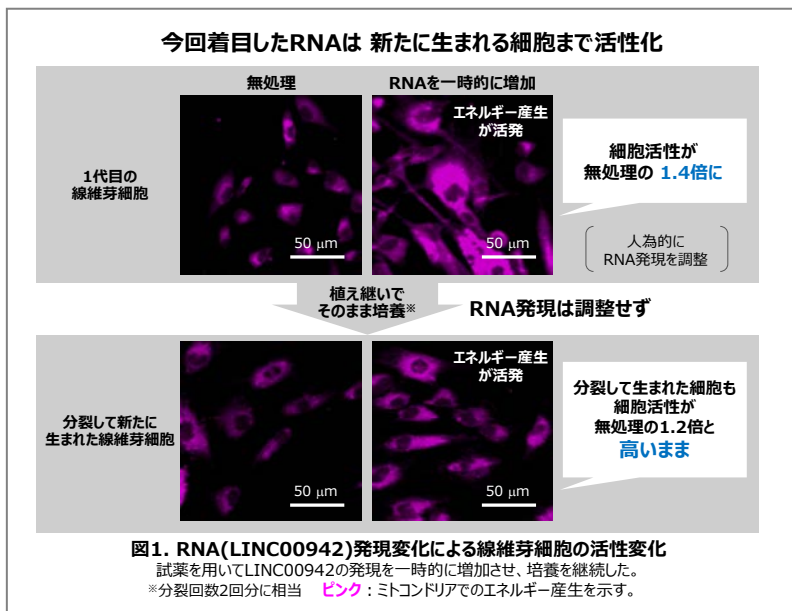 今回着目したRNAは 新たに生まれる細胞まで活性化
無処理
RNAを一時的に増加
1代目の
線維芽細胞
50 μm
エネルギー産生
が活発
50 μm
細胞活性が
無処理の 1.4倍に
人為的に
RNA発現を調整
植え継いで
そのまま培養※
RNA発現は調整せず
分裂して新たに
生まれた線維芽細胞
50 μm
エネルギー産生
が活発
50 μm
分裂して生まれた細胞も
細胞活性が
無処理の1.2倍と
高いまま
図1. RNA(LINC00942)発現変化による線維芽細胞の活性変化
試薬を用いてLINC00942の発現を一時的に増加させ、培養を継続した。
※分裂回数2回分に相当 ピンク：ミトコンドリアでのエネルギー産生を示す。